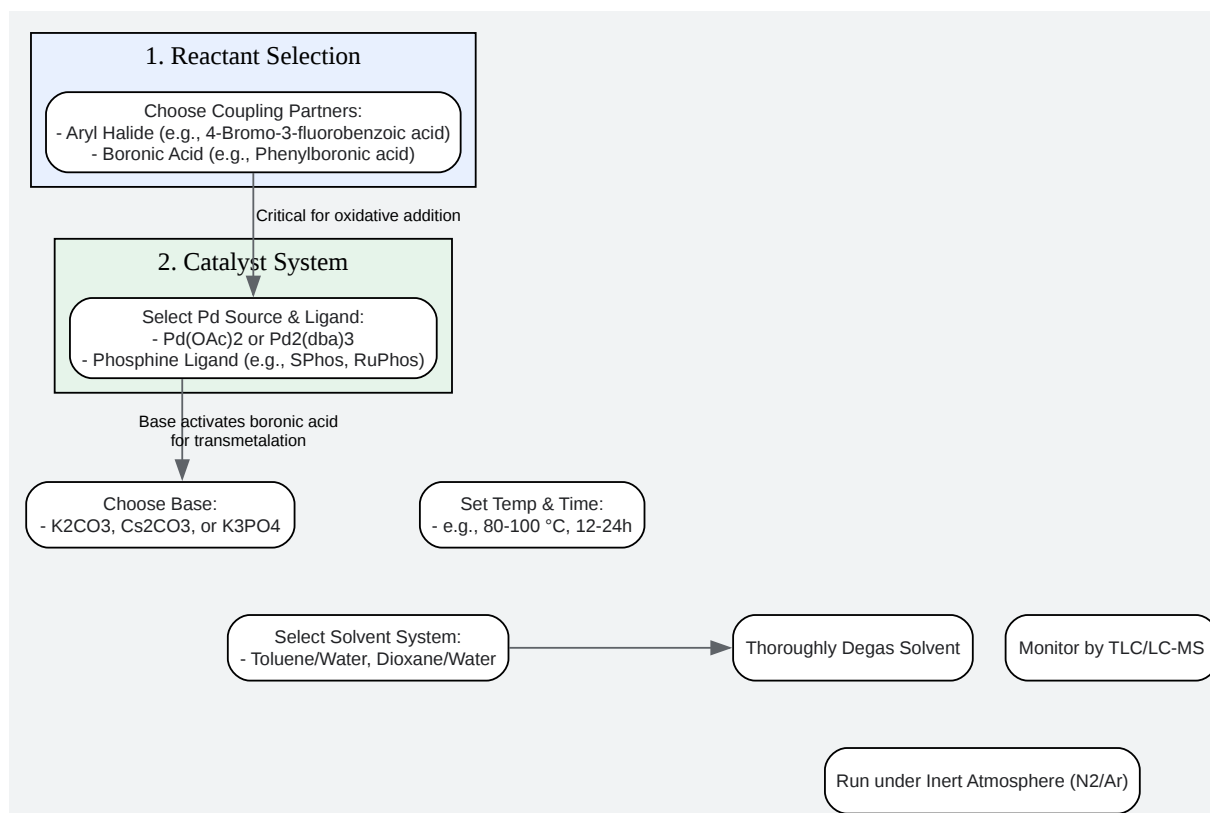 1. Reactant Selection
Choose Coupling Partners:
- Aryl Halide (e.g., 4-Bromo-3-fluorobenzoic acid)
- Boronic Acid (e.g., Phenylboronic acid)
Critical for oxidative addition
2. Catalyst System
Select Pd Source & Ligand:
- Pd(OAc)2 or Pd2(dba)3
- Phosphine Ligand (e.g., SPhos, RuPhos)
Base activates boronic acid
for transmetalation
Choose Base:
- K2CO3, Cs2CO3, or K3PO4
Set Temp & Time:
- e.g., 80-100 °C, 12-24h
Select Solvent System:
- Toluene/Water, Dioxane/Water
Thoroughly Degas Solvent
Monitor by TLC/LC-MS
Run under Inert Atmosphere (N2/Ar)